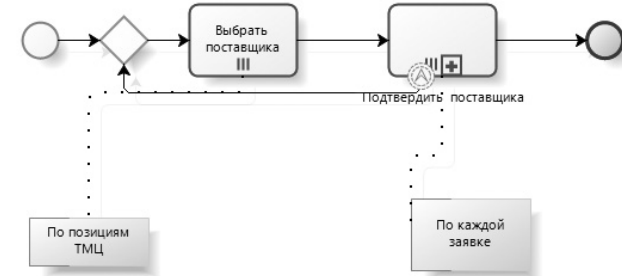 Выбрать
поставщика
Подтвердить поставщика
По позициям
ТМЦ
По каждой
заявке